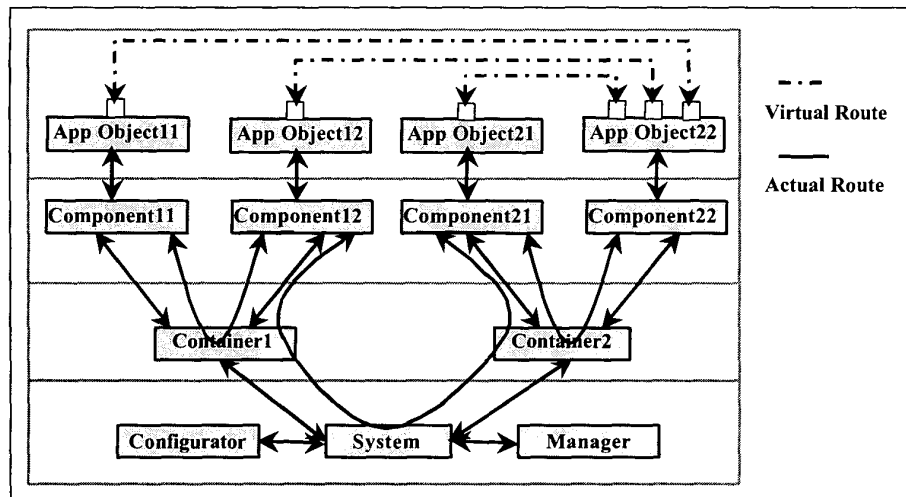 App Object11 App Object12 App Object21 App Object22
Virtual Route
Actual Route
Component11 Component12 Component21 Component22
Container1 Container2
Configurator System Manager